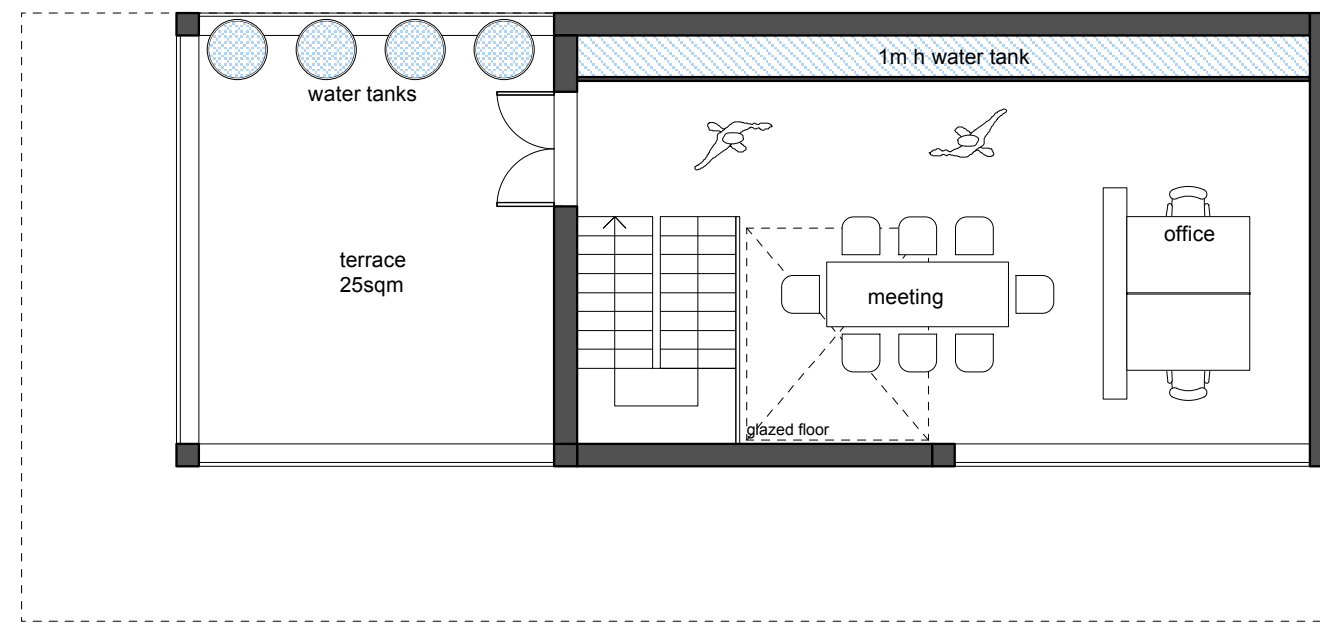 1m h water tank
water tanks
office
terrace
25sqm
meeting
glazed floor